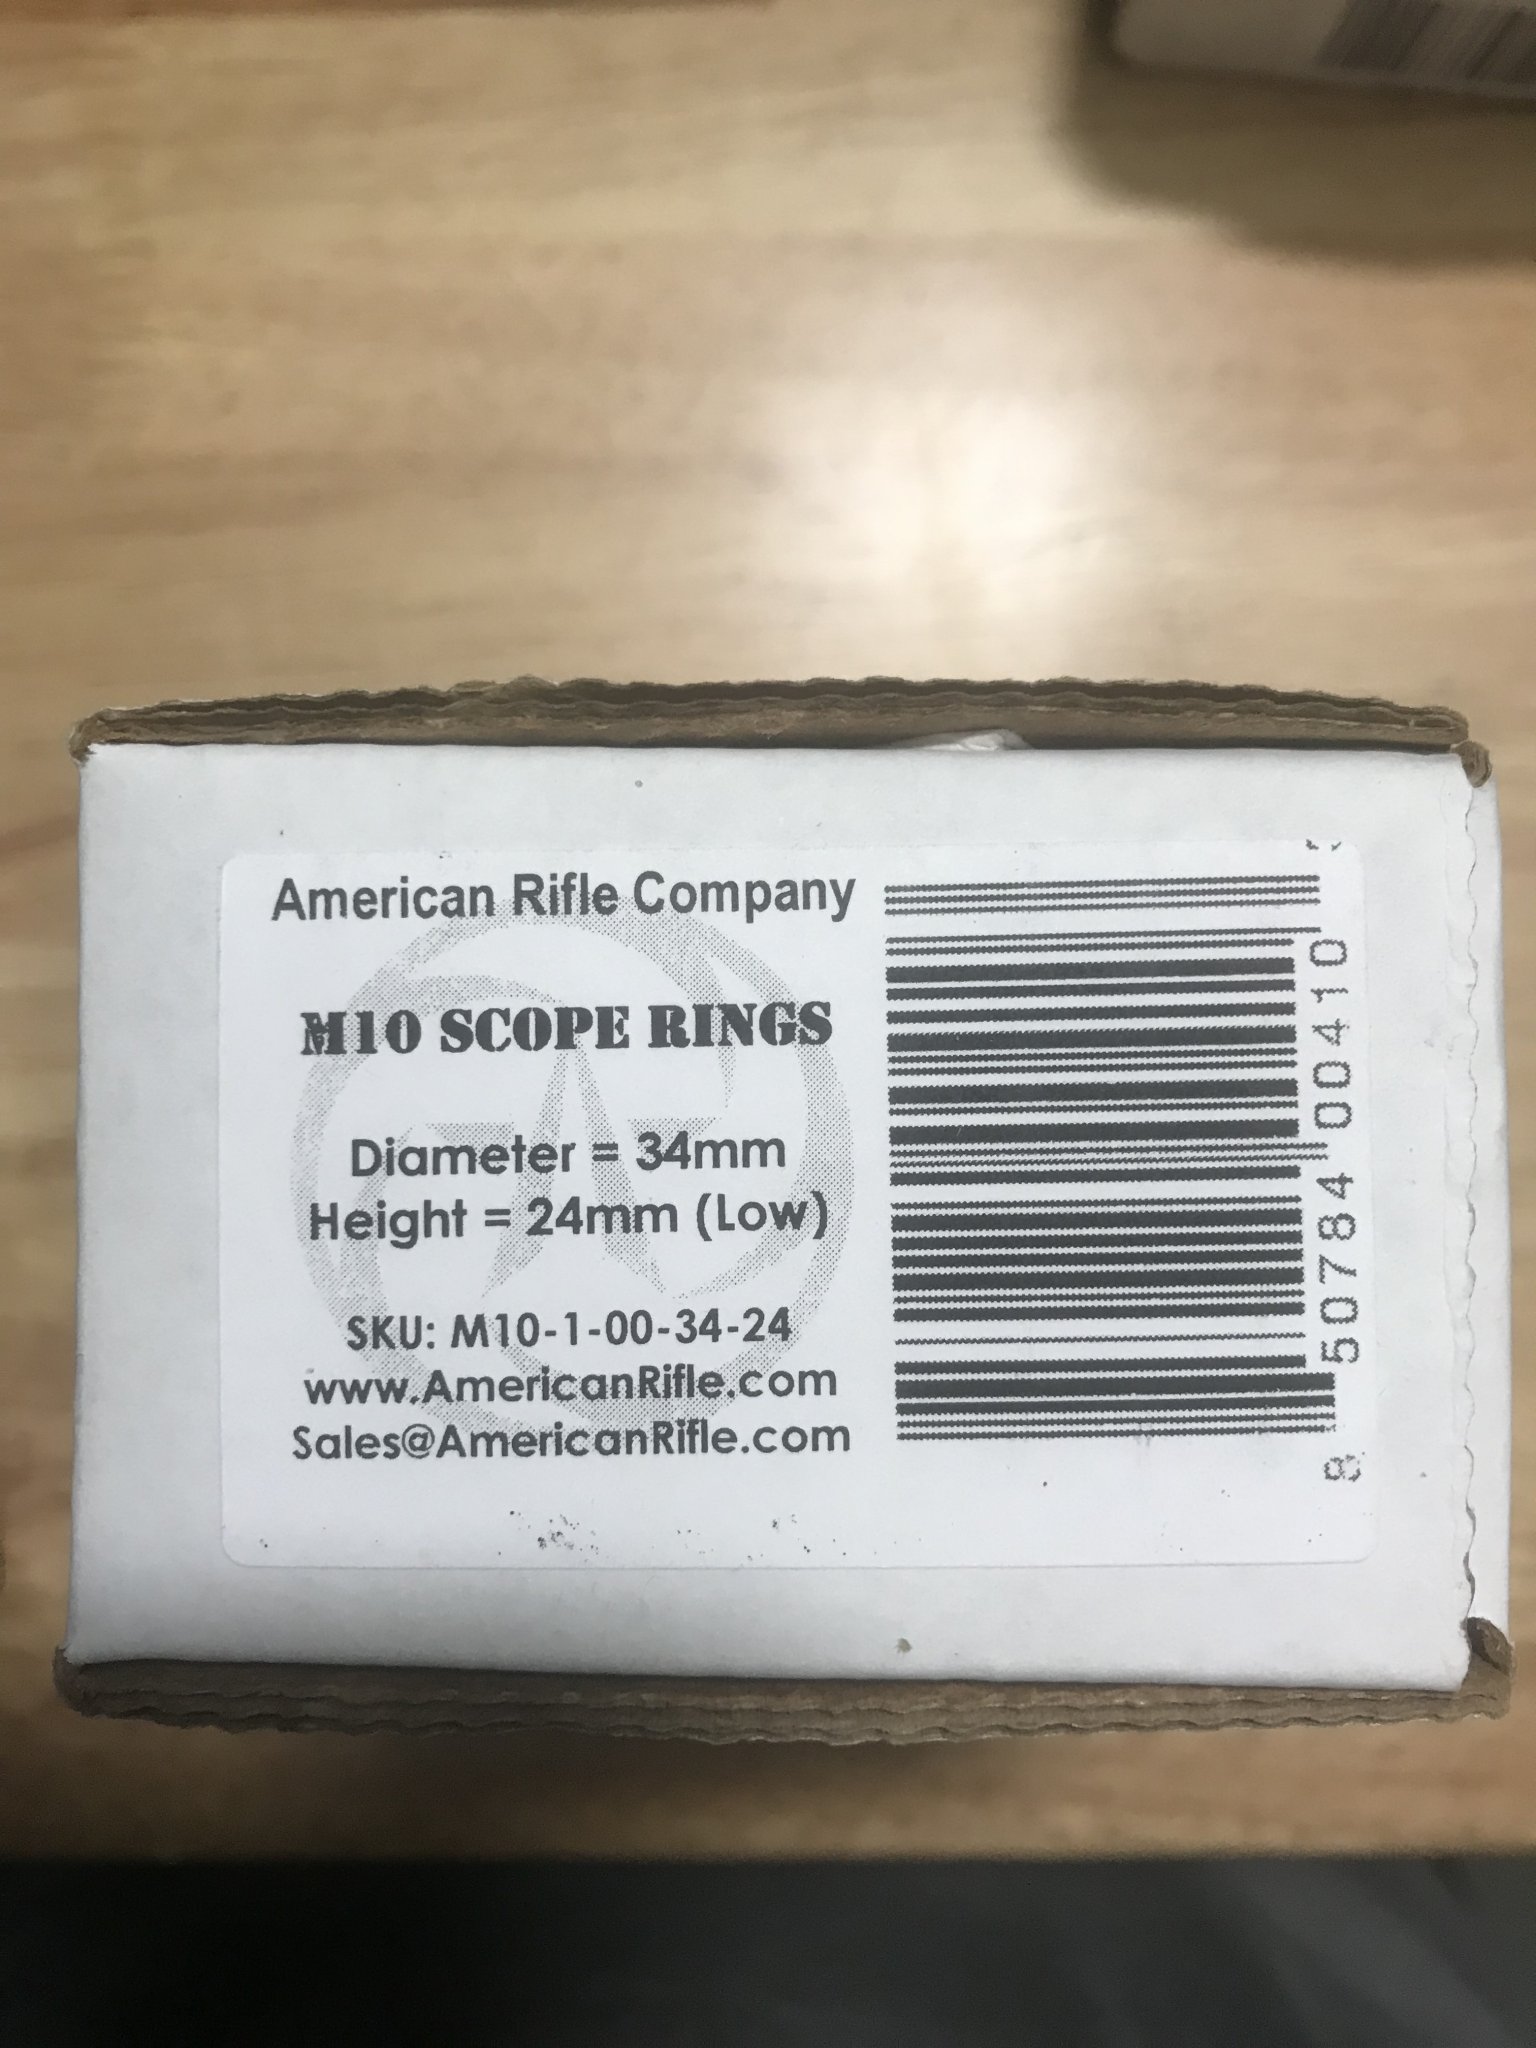 American Rifle Company
M10 SCOPE RINGS
Diameter = 34mm
Height = 24mm (Low)
SKU: M10-1-00-34-24
www.AmericanRifle.com
Sales@AmericanRifle.com
8 50784 00410